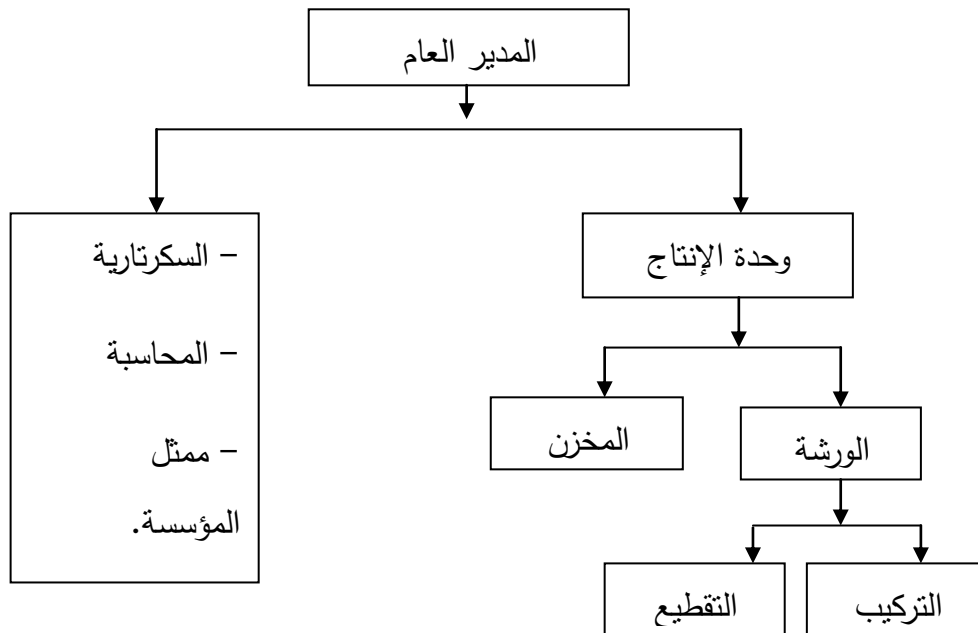 المدير العام
وحدة الإنتاج
– السكرتارية
– المحاسبة
– ممثل
المؤسسة.
الورشة
المخزن
التركيب
التقطيع